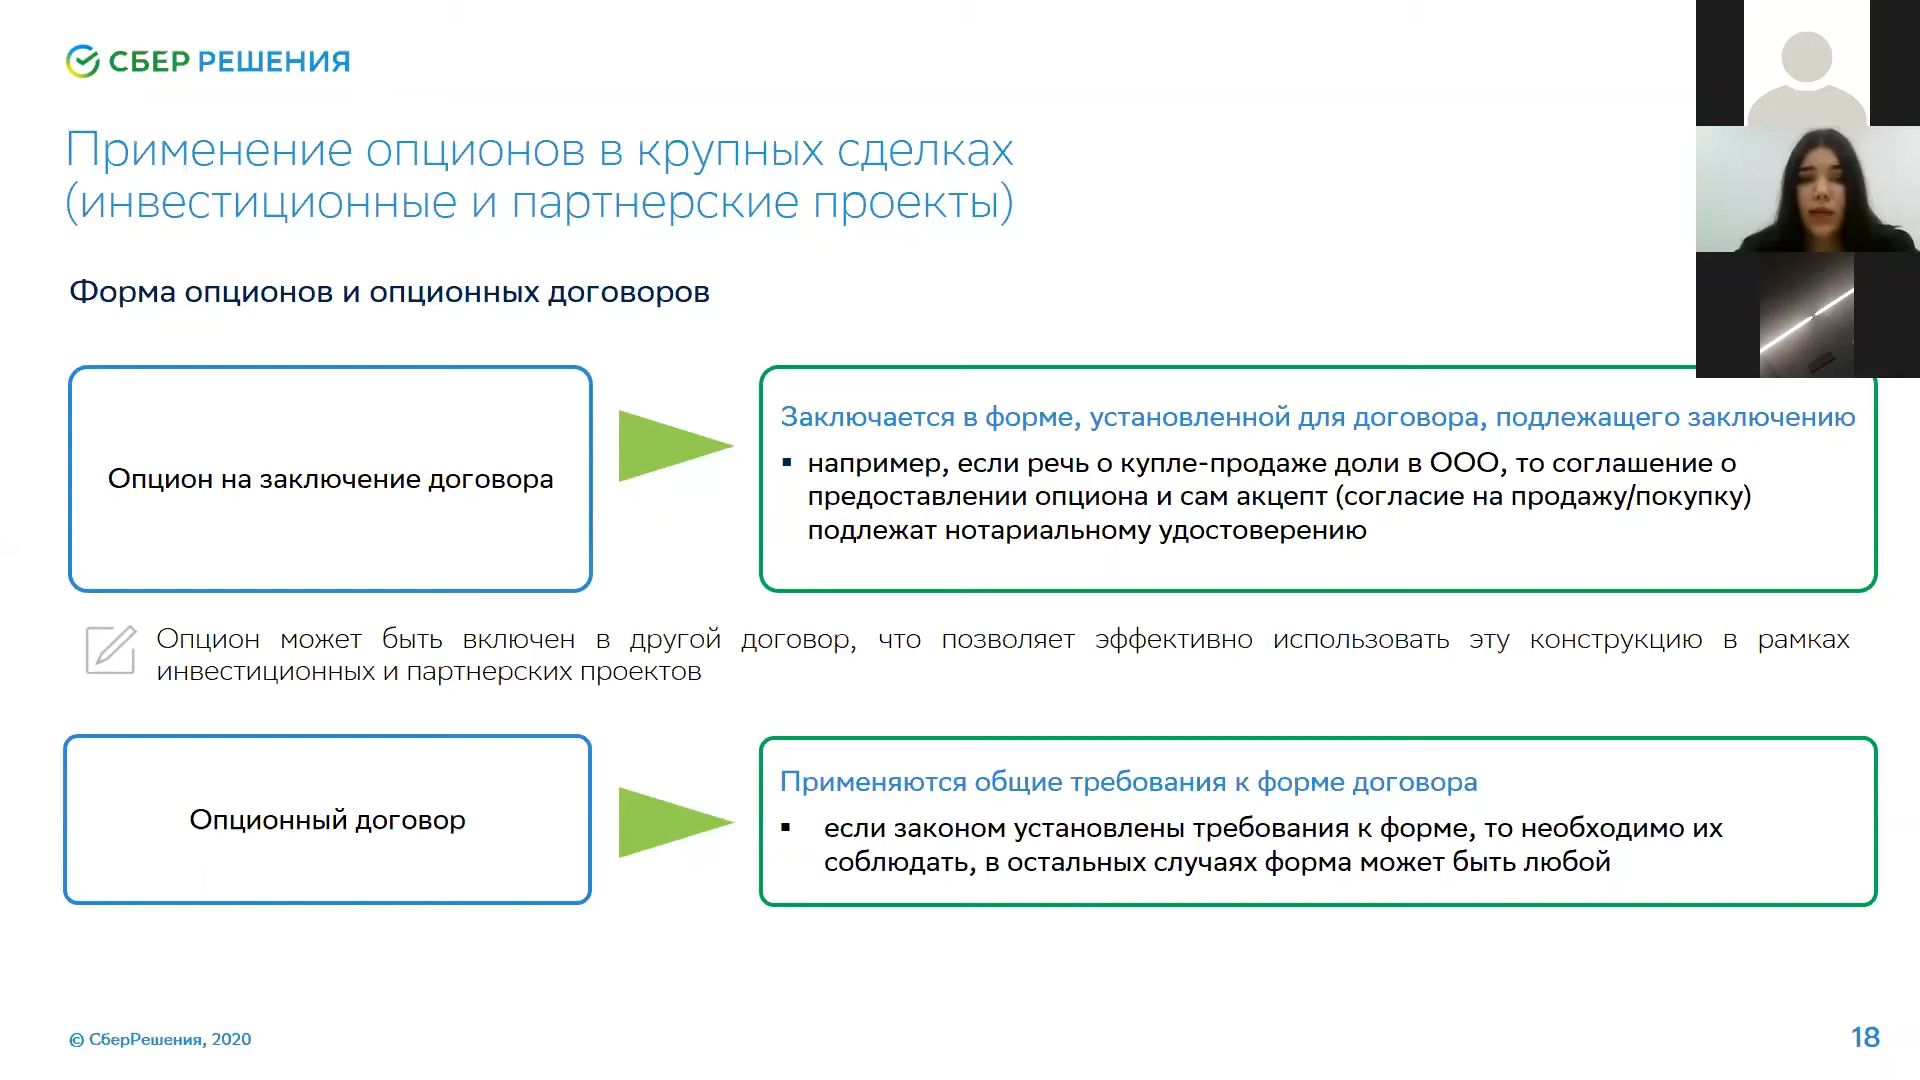 СБЕР РЕШЕНИЯ
Применение опционов в крупных сделках
(инвестиционные и партнерские проекты)
Форма опционов и опционных договоров
Опцион на заключение договора
Заключается в форме, установленной для договора, подлежащего заключению
▪ например, если речь о купле-продаже доли в ООО, то соглашение о
предоставлении опциона и сам акцепт (согласие на продажу/покупку)
подлежат нотариальному удостоверению
Опцион может быть включен в другой договор, что позволяет эффективно использовать эту конструкцию в рамках
инвестиционных и партнерских проектов
Опционный договор
Применяются общие требования к форме договора
▪ если законом установлены требования к форме, то необходимо их
соблюдать, в остальных случаях форма может быть любой
© СберРешения, 2020
18